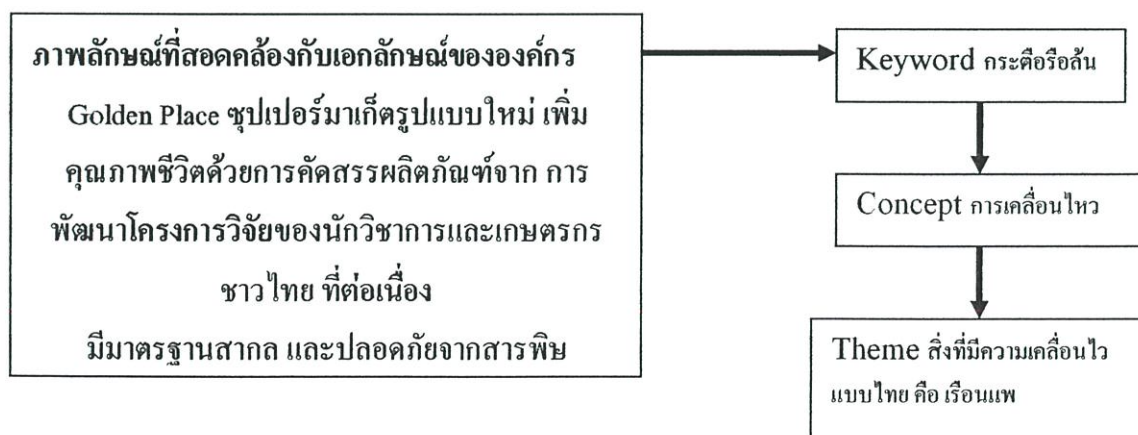 ภาพลักษณ์ที่สอดคล้องกับเอกลักษณ์ขององค์กร
Golden Place ซุปเปอร์มาเก็ตรูปแบบใหม่ เพิ่ม
คุณภาพชีวิตด้วยการคัดสรรผลิตภัณฑ์จาก การ
พัฒนาโครงการวิจัยของนักวิชาการและเกษตรกร
ชาวไทย ที่ต่อเนื่อง
มีมาตรฐานสากล และปลอดภัยจากสารพิษ
Keyword กระตือรือล้น
Concept การเคลื่อนไหว
Theme สิ่งที่มีความเคลื่อนไว
แบบไทย คือ เรือนแพ